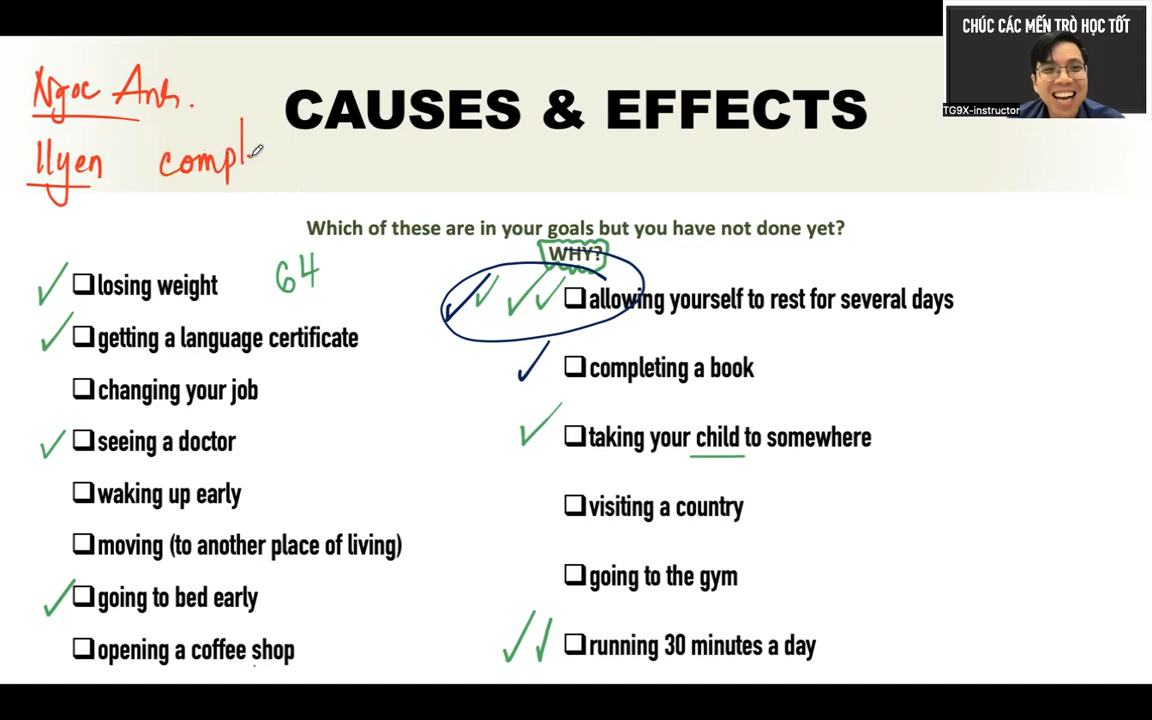 CHÚC CÁC MẾN TRÒ HỌC TỐT
TG9X-instructor
Ngoc Anh.
CAUSES & EFFECTS
Uyen compl
Which of these are in your goals but you have not done yet?
WHY?
losing weight
64
getting a language certificate
changing your job
seeing a doctor
waking up early
moving (to another place of living)
going to bed early
opening a coffee shop
allowing yourself to rest for several days
completing a book
taking your child to somewhere
visiting a country
going to the gym
running 30 minutes a day